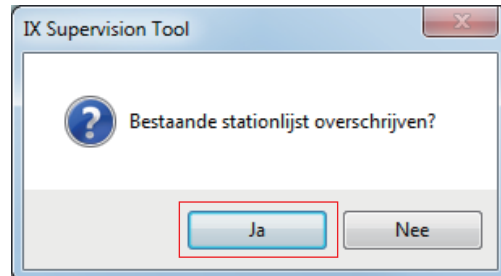 IX Supervision Tool
Bestaande stationlijst overschrijven?
Ja
Nee